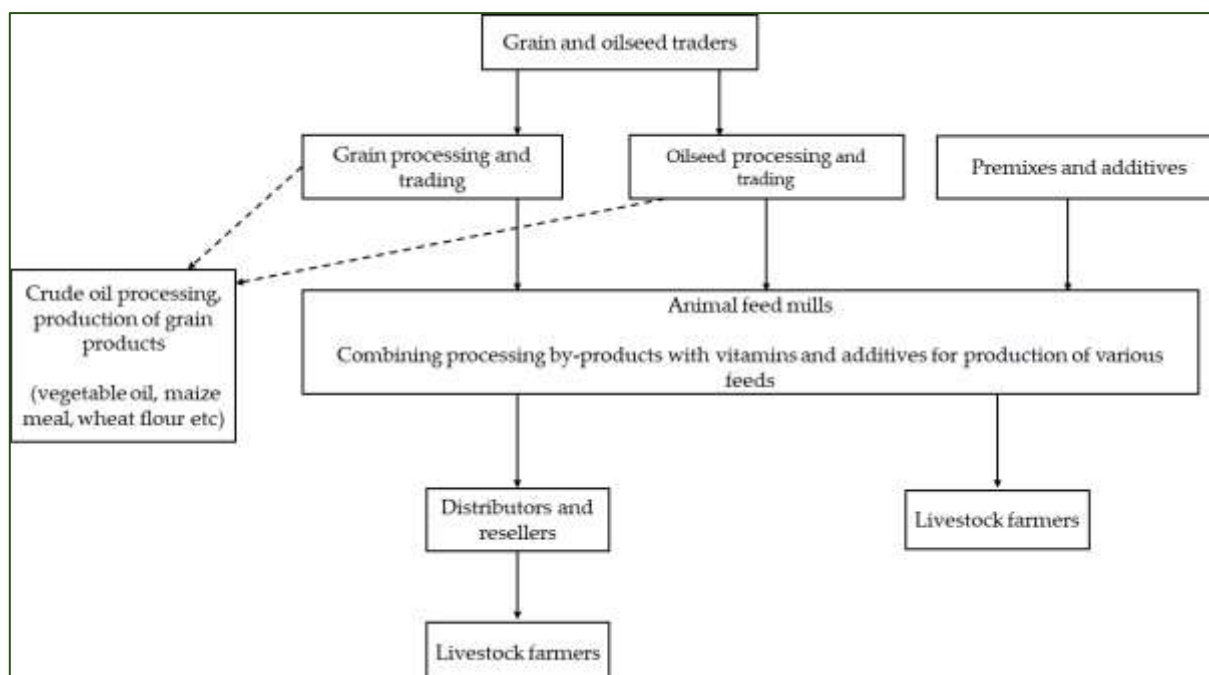 Grain and oilseed traders
Grain processing and
trading
Oilseed processing and
trading
Premixes and additives
Crude oil processing,
production of grain
products
(vegetable oil, maize
meal, wheat flour etc)
Animal feed mills
Combining processing by-products with vitamins and additives for production of various
feeds
Distributors and
resellers
Livestock farmers
Livestock farmers